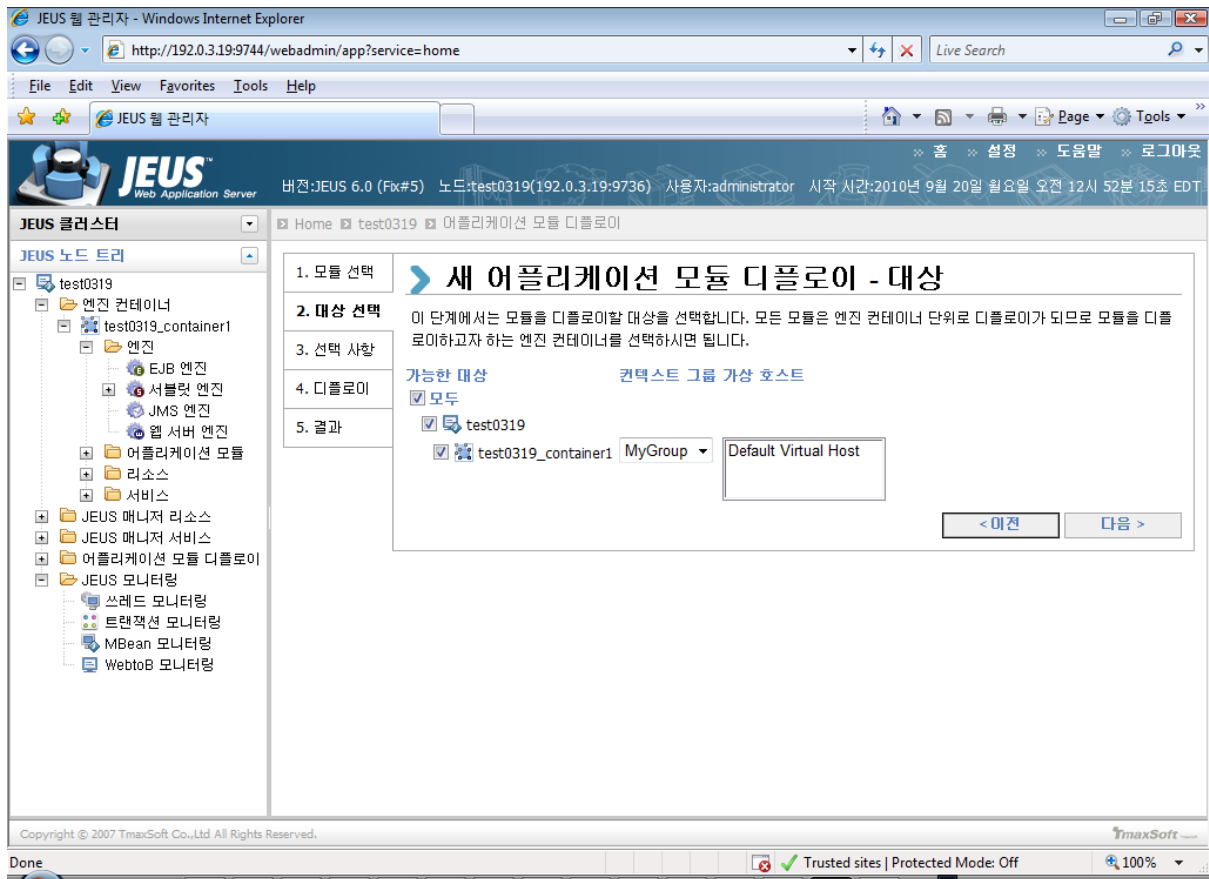 JEUS 웹 관리자 - Windows Internet Explorer
http://192.0.3.19:9744/webadmin/app?service=home
Live Search
File Edit View Favorites Tools Help
JEUS 웹 관리자
Page Tools
JEUS™
Web Application Server
» 홈 » 설정 » 도움말 » 로그아웃
버전:JEUS 6.0 (Fix#5) 노드:test0319(192.0.3.19:9736) 사용자:administrator 시작 시간:2010년 9월 20일 월요일 오전 12시 52분 15초 EDT
JEUS 클러스터
Home test0319 어플리케이션 모듈 디플로이
JEUS 노드 트리
test0319
엔진 컨테이너
test0319_container1
엔진
EJB 엔진
서블릿 엔진
JMS 엔진
웹 서버 엔진
어플리케이션 모듈
리소스
서비스
JEUS 매니저 리소스
JEUS 매니저 서비스
어플리케이션 모듈 디플로이
JEUS 모니터링
쓰레드 모니터링
트랜잭션 모니터링
MBean 모니터링
WebtoB 모니터링
1. 모듈 선택
2. 대상 선택
3. 선택 사항
4. 디플로이
5. 결과
새 어플리케이션 모듈 디플로이 - 대상
이 단계에서는 모듈을 디플로이할 대상을 선택합니다. 모든 모듈은 엔진 컨테이너 단위로 디플로이가 되므로 모듈을 디플
로이하고자 하는 엔진 컨테이너를 선택하시면 됩니다.
가능한 대상 컨텍스트 그룹 가상 호스트
모두
test0319
test0319_container1 MyGroup Default Virtual Host
< 이전 다음 >
Copyright © 2007 TmaxSoft Co.,Ltd All Rights Reserved.
TmaxSoft
Done
Trusted sites | Protected Mode: Off
100%